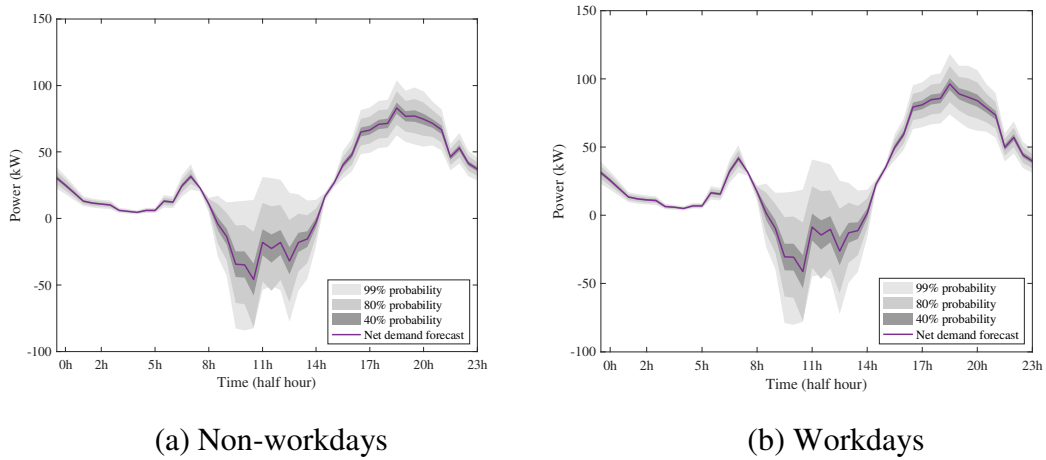 150
100
50
0
-50
-100
Power (kW)
0h 2h 5h 8h 11h 14h 17h 20h 23h
Time (half hour)
99% probability
80% probability
40% probability
Net demand forecast
(a) Non-workdays
150
100
50
0
-50
-100
Power (kW)
0h 2h 5h 8h 11h 14h 17h 20h 23h
Time (half hour)
99% probability
80% probability
40% probability
Net demand forecast
(b) Workdays